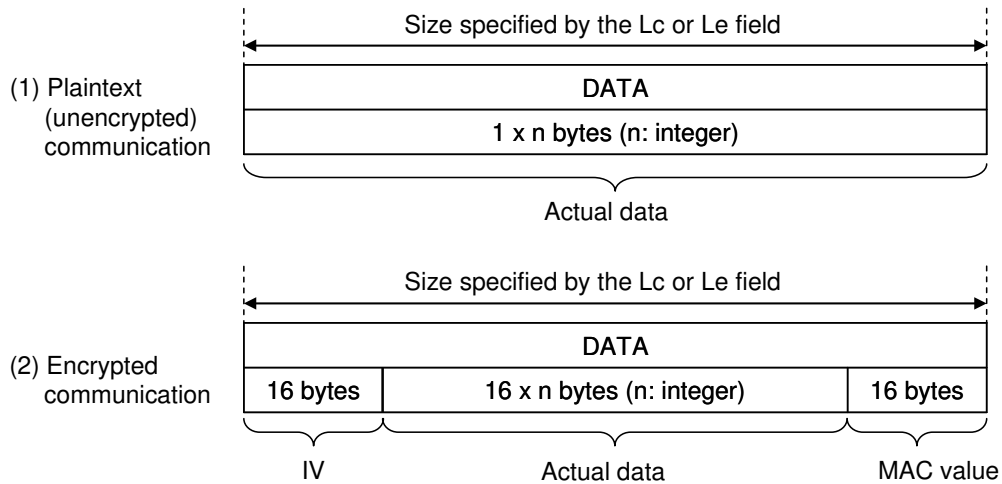 Size specified by the Lc or Le field
(1) Plaintext
(unencrypted)
communication
DATA
1 x n bytes (n: integer)
Actual data
Size specified by the Lc or Le field
(2) Encrypted
communication
DATA
16 bytes
16 x n bytes (n: integer)
16 bytes
IV
Actual data
MAC value